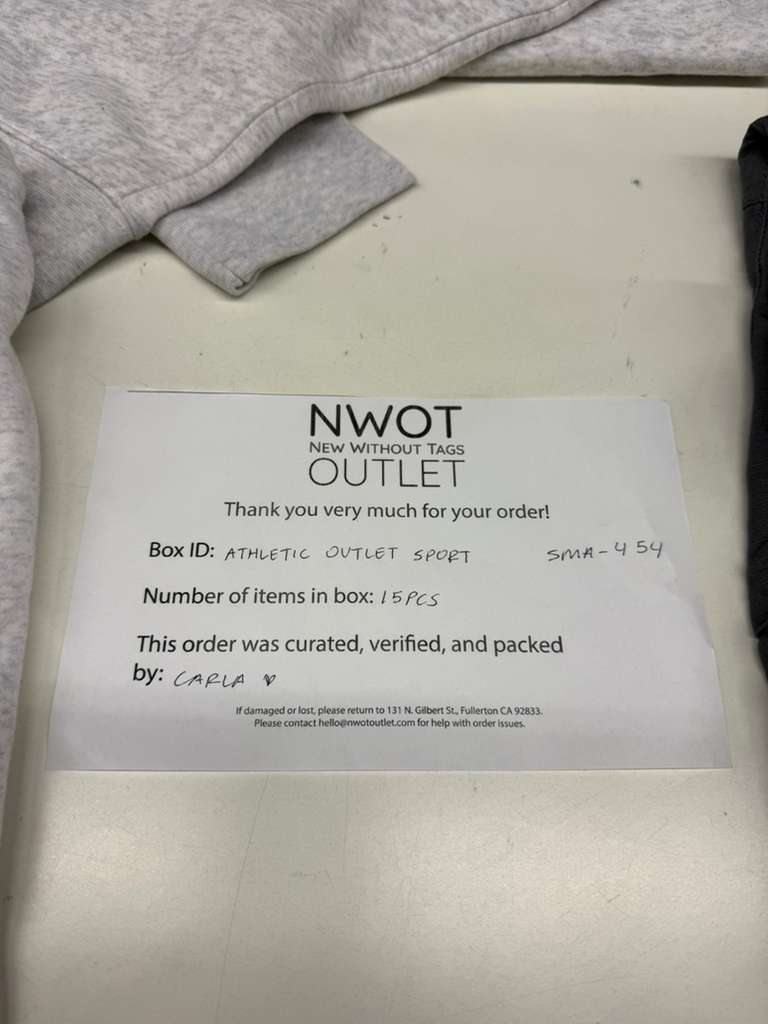 NWOT
NEW WITHOUT TAGS
OUTLET
Thank you very much for your order!
Box ID: ATHLETIC OUTLET SPORT SMA-454
Number of items in box: 15PCS
This order was curated, verified, and packed
by: CARLA ♥
If damaged or lost, please return to 131 N. Gilbert St., Fullerton CA 92833.
Please contact hello@nwotoutlet.com for help with order issues.